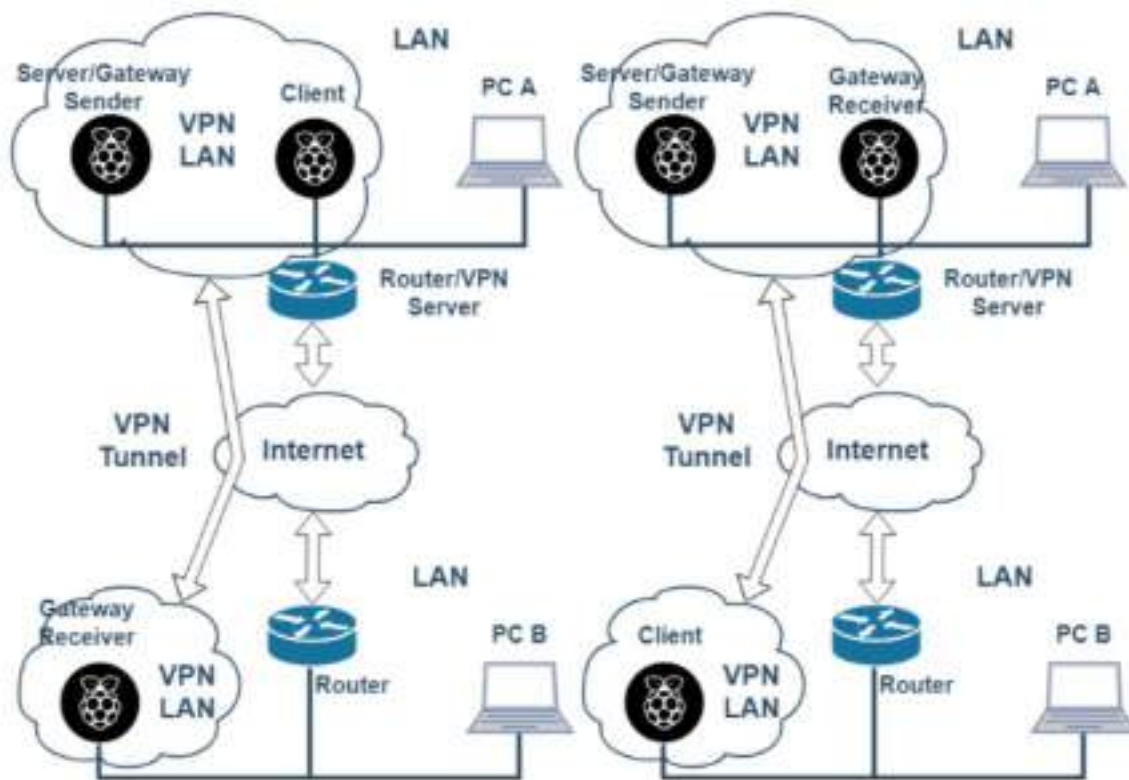 LAN
Server/Gateway
Sender
Client
PC A
VPN
LAN
Router/VPN
Server
VPN
Tunnel
Internet
LAN
Gateway
Receiver
PC B
VPN
LAN
Router
LAN
Server/Gateway
Sender
Gateway
Receiver
PC A
VPN
LAN
Router/VPN
Server
VPN
Tunnel
Internet
LAN
Client
PC B
VPN
LAN
Router